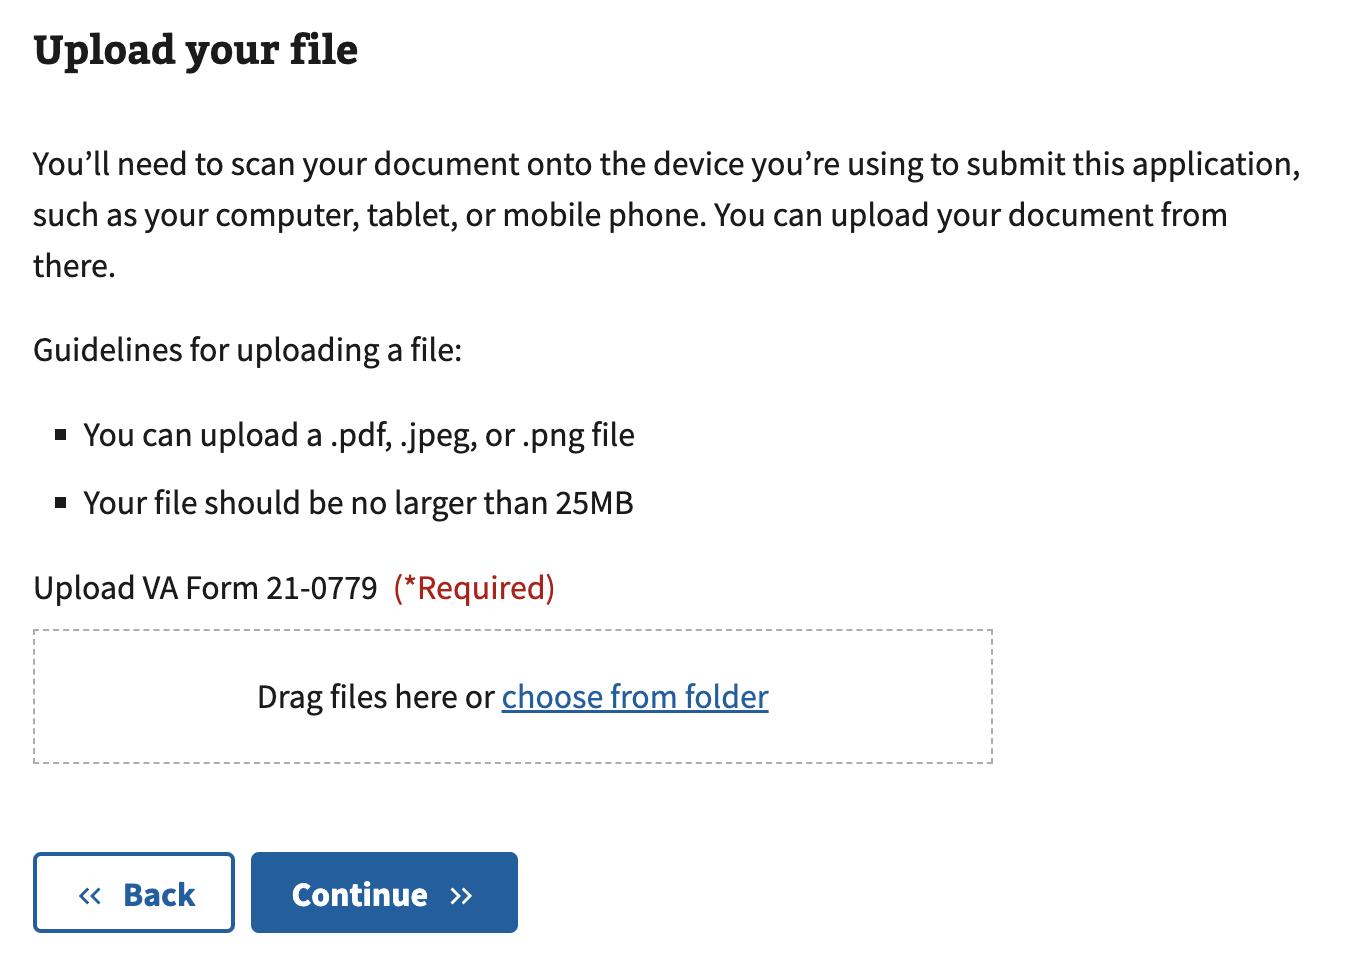 Upload your file
You’ll need to scan your document onto the device you’re using to submit this application,
such as your computer, tablet, or mobile phone. You can upload your document from
there.
Guidelines for uploading a file:
▪ You can upload a .pdf, .jpeg, or .png file
▪ Your file should be no larger than 25MB
Upload VA Form 21-0779 (*Required)
Drag files here or choose from folder
« Back
Continue »